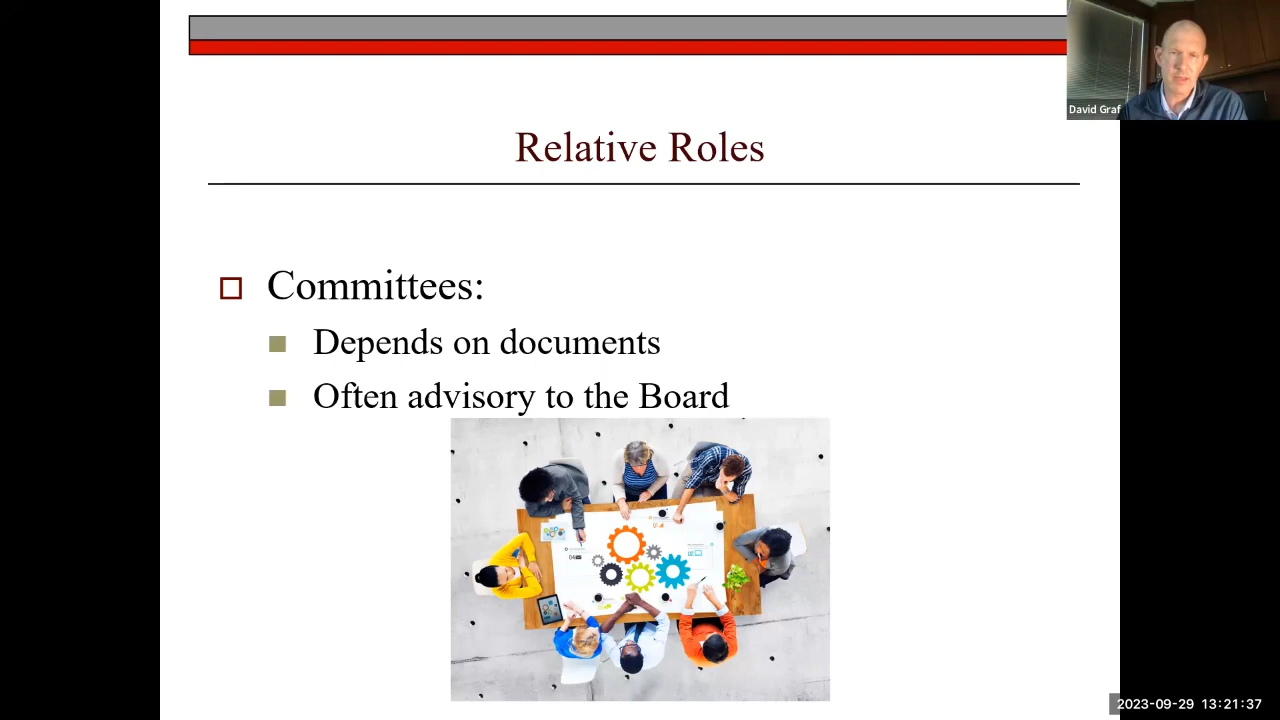 David Graf
Relative Roles
Committees:
Depends on documents
Often advisory to the Board
2023-09-29 13:21:37